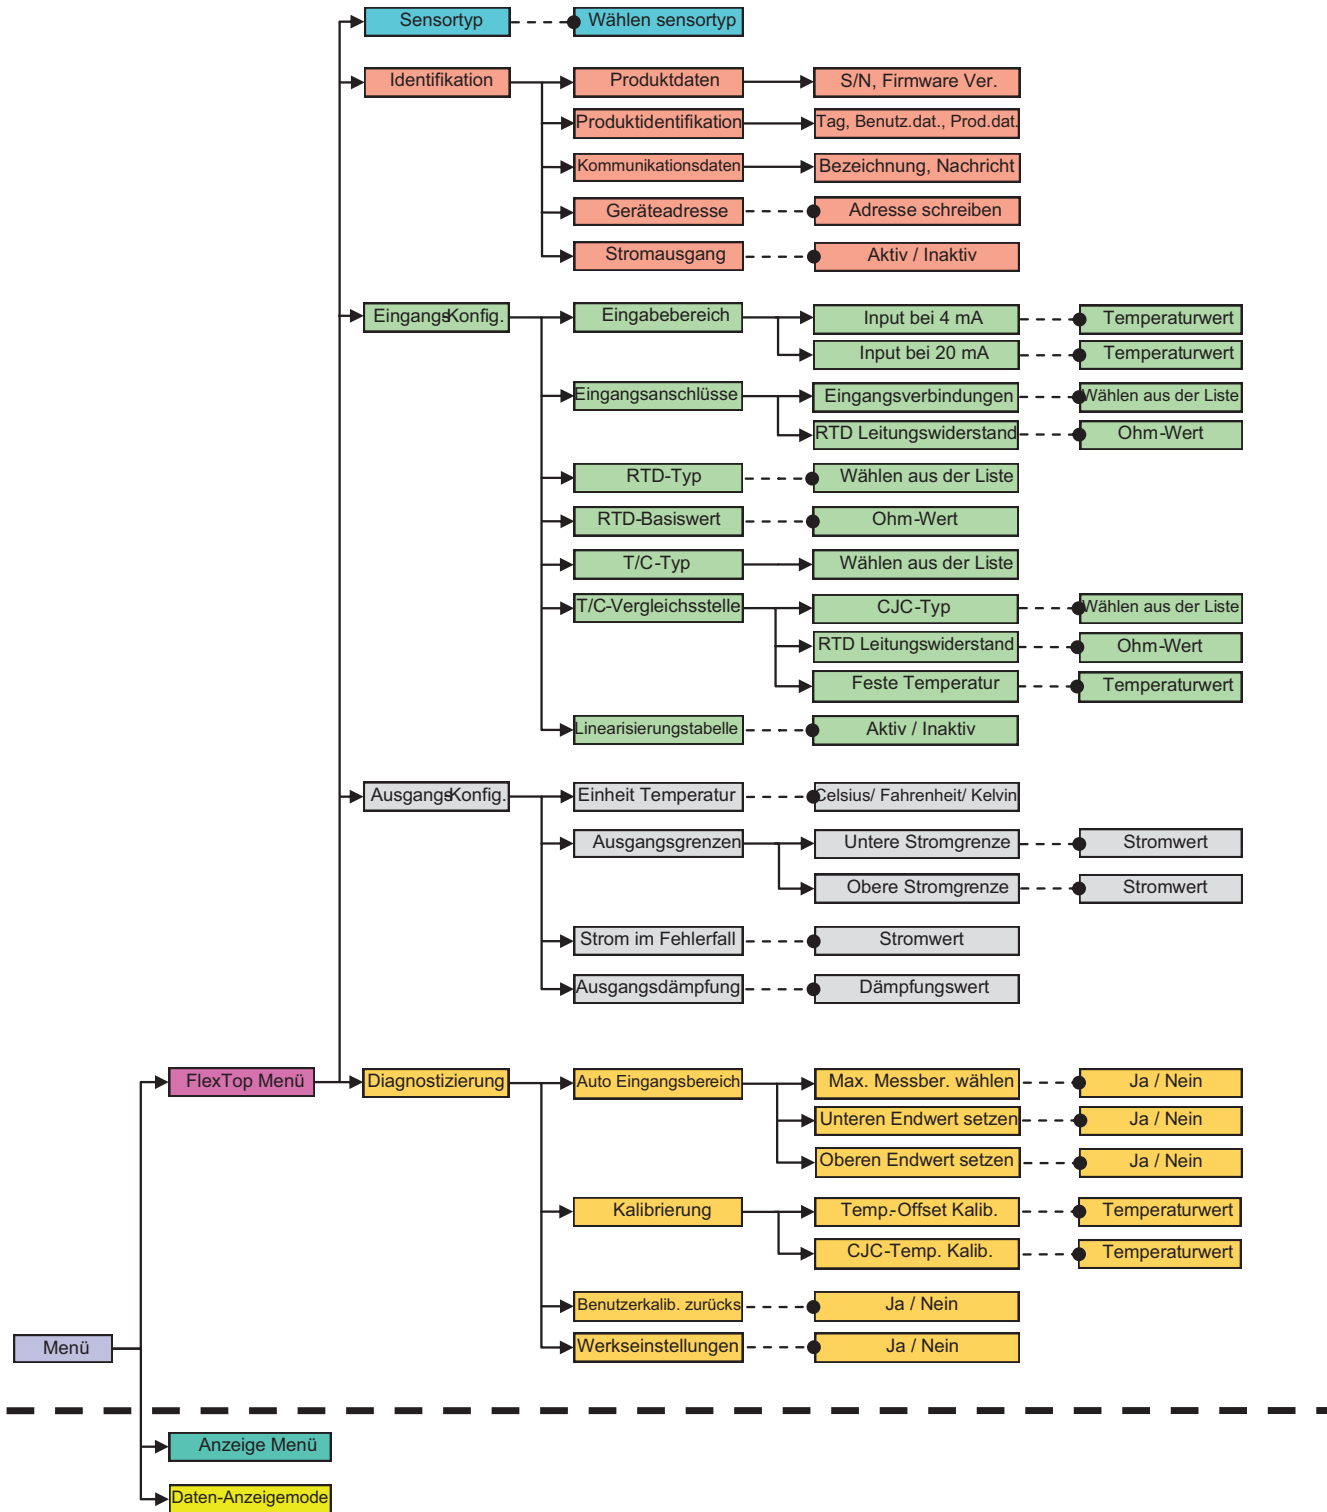 Sensortyp Wählen sensortyp
Identifikation Produktdaten S/N, Firmware Ver.
Produktidentifikation Tag, Benutz.dat., Prod.dat.
Kommunikationsdaten Bezeichnung, Nachricht
Geräteadresse Adresse schreiben
Stromausgang Aktiv / Inaktiv
EingangsKonfig. Eingabebereich Input bei 4 mA Temperaturwert
Input bei 20 mA Temperaturwert
Eingangsanschlüsse Eingangsverbindungen Wählen aus der Liste
RTD Leitungswiderstand Ohm-Wert
RTD-Typ Wählen aus der Liste
RTD-Basiswert Ohm-Wert
T/C-Typ Wählen aus der Liste
T/C-Vergleichsstelle CJC-Typ Wählen aus der Liste
RTD Leitungswiderstand Ohm-Wert
Feste Temperatur Temperaturwert
Linearisierungstabelle Aktiv / Inaktiv
AusgangsKonfig. Einheit Temperatur Celsius/ Fahrenheit/ Kelvin
Ausgangsgrenzen Untere Stromgrenze Stromwert
Obere Stromgrenze Stromwert
Strom im Fehlerfall Stromwert
Ausgangsdämpfung Dämpfungswert
FlexTop Menü Diagnostizierung Auto Eingangsbereich Max. Messber. wählen Ja / Nein
Unteren Endwert setzen Ja / Nein
Oberen Endwert setzen Ja / Nein
Kalibrierung Temp.-Offset Kalib. Temperaturwert
CJC-Temp. Kalib. Temperaturwert
Benutzerkalib. zurücks Ja / Nein
Menü Werkseinstellungen Ja / Nein
Anzeige Menü
Daten-Anzeigemode